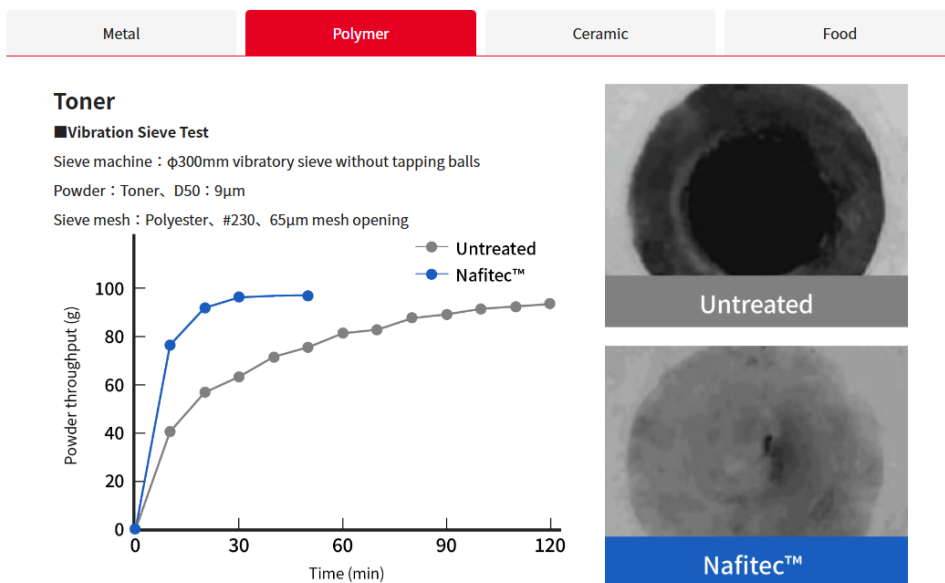 Metal
Polymer
Ceramic
Food
Toner
■Vibration Sieve Test
Sieve machine：φ300mm vibratory sieve without tapping balls
Powder：Toner、D50：9μm
Sieve mesh：Polyester、#230、65μm mesh opening
Untreated
Nafitec™
100
80
60
40
20
0
Powder throughput (g)
0 30 60 90 120
Time (min)
Untreated
Nafitec™